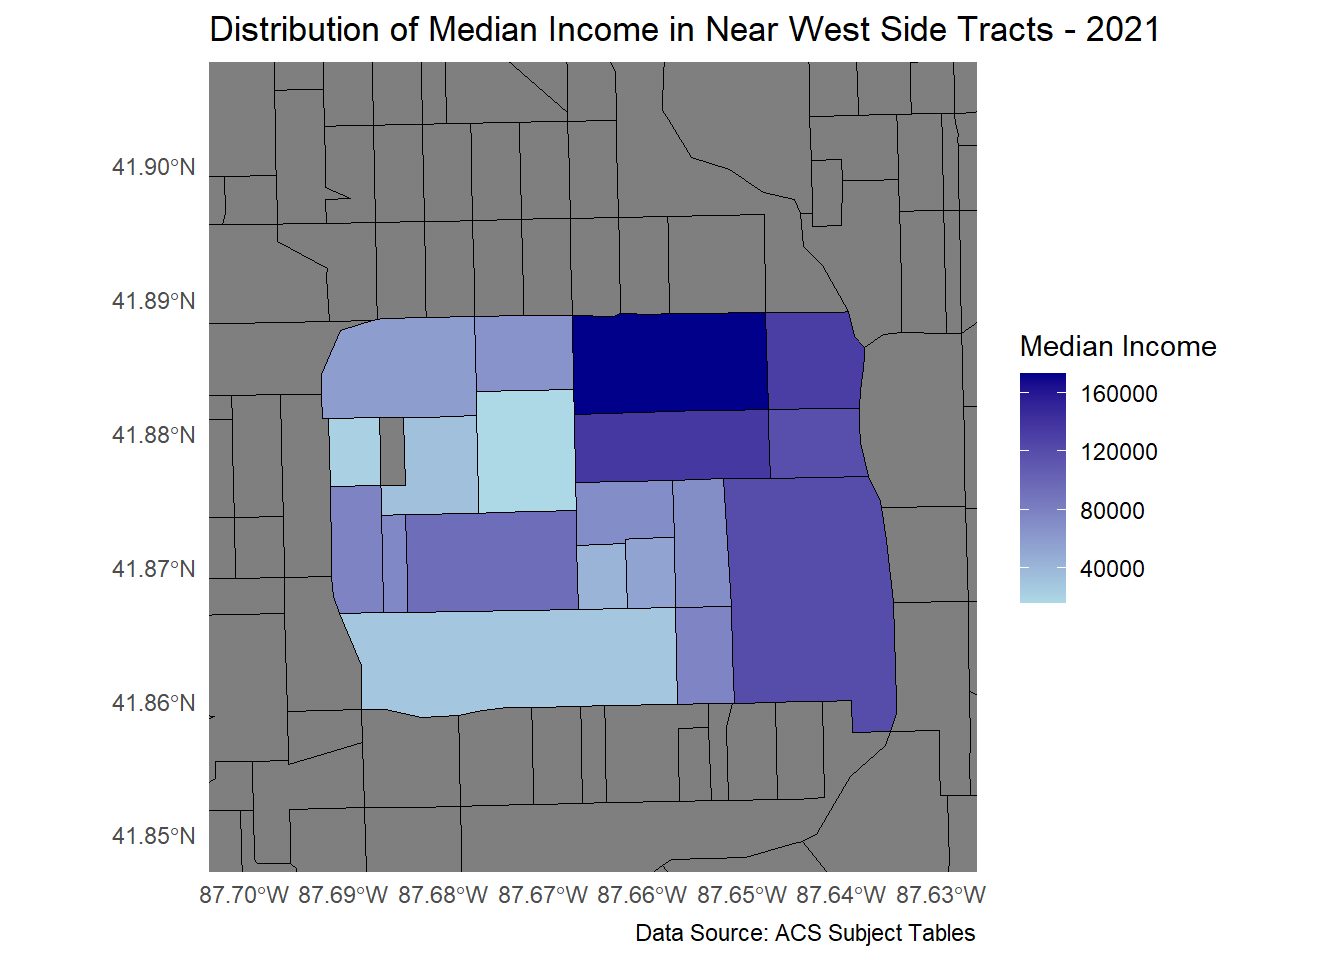 Distribution of Median Income in Near West Side Tracts - 2021
41.90°N
41.89°N
41.88°N
41.87°N
41.86°N
41.85°N
87.70°W 87.69°W 87.68°W 87.67°W 87.66°W 87.65°W 87.64°W 87.63°W
Median Income
160000
120000
80000
40000
Data Source: ACS Subject Tables